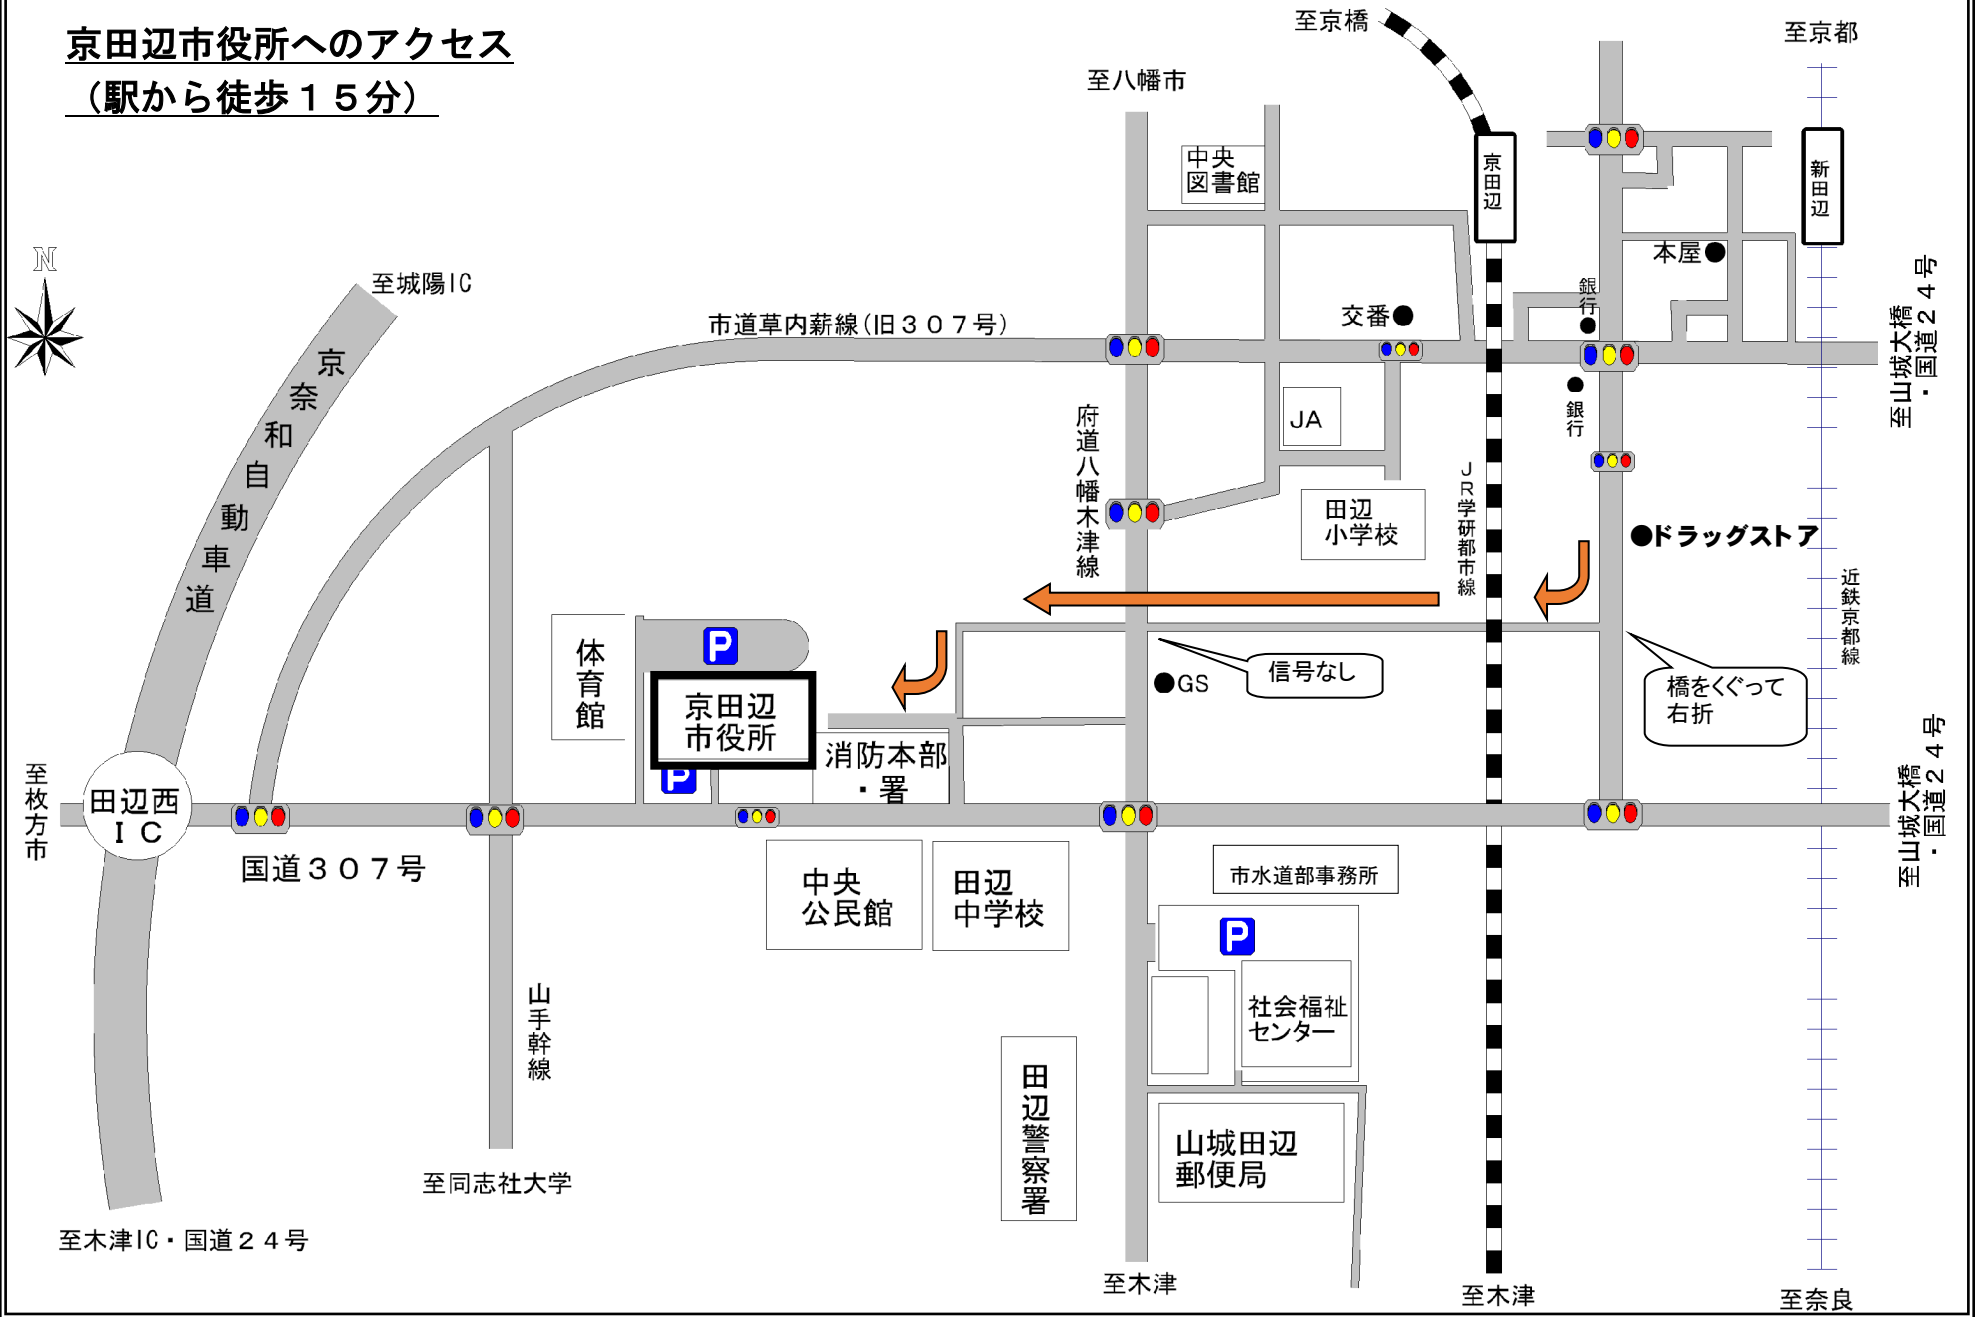 京田辺市役所へのアクセス
（駅から徒歩１５分）
至京橋
至京都
至八幡市
中央
図書館
京田辺
新田辺
本屋
N
至城陽IC
銀行
交番
市道草内薪線(旧３０７号)
至山城大橋
・国道２４号
京奈和自動車道
府道八幡木津線
JA
銀行
ＪＲ学研都市線
田辺
小学校
ドラッグストア
近鉄京都線
体育館
P
信号なし
GS
橋をくぐって
右折
京田辺
市役所
P
消防本部
・署
至枚方市
田辺西
ＩＣ
至山城大橋
・国道２４号
国道３０７号
中央
公民館
田辺
中学校
市水道部事務所
P
社会福祉
センター
山手幹線
田辺警察署
山城田辺
郵便局
至同志社大学
至木津IC・国道２４号
至木津
至木津
至奈良